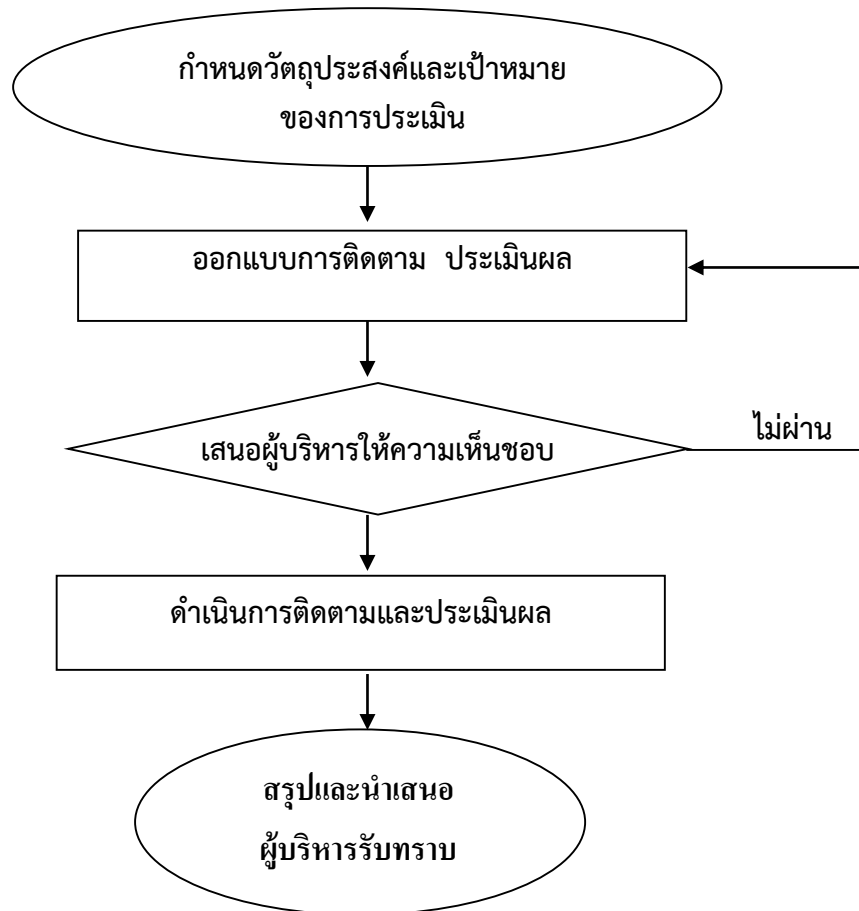 กำหนดวัตถุประสงค์และเป้าหมาย
ของการประเมิน
ออกแบบการติดตาม ประเมินผล
เสนอผู้บริหารให้ความเห็นชอบ
ไม่ผ่าน
ดำเนินการติดตามและประเมินผล
สรุปและนำเสนอ
ผู้บริหารรับทราบ